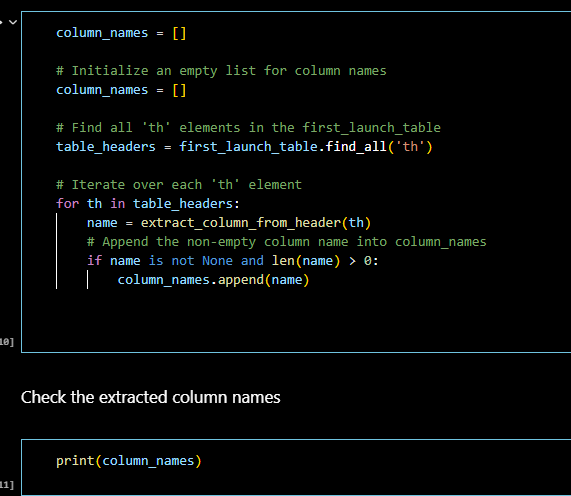 column_names = []
# Initialize an empty list for column names
column_names = []
# Find all 'th' elements in the first_launch_table
table_headers = first_launch_table.find_all('th')
# Iterate over each 'th' element
for th in table_headers:
    name = extract_column_from_header(th)
    # Append the non-empty column name into column_names
    if name is not None and len(name) > 0:
        column_names.append(name)
10]
Check the extracted column names
print(column_names)
11]